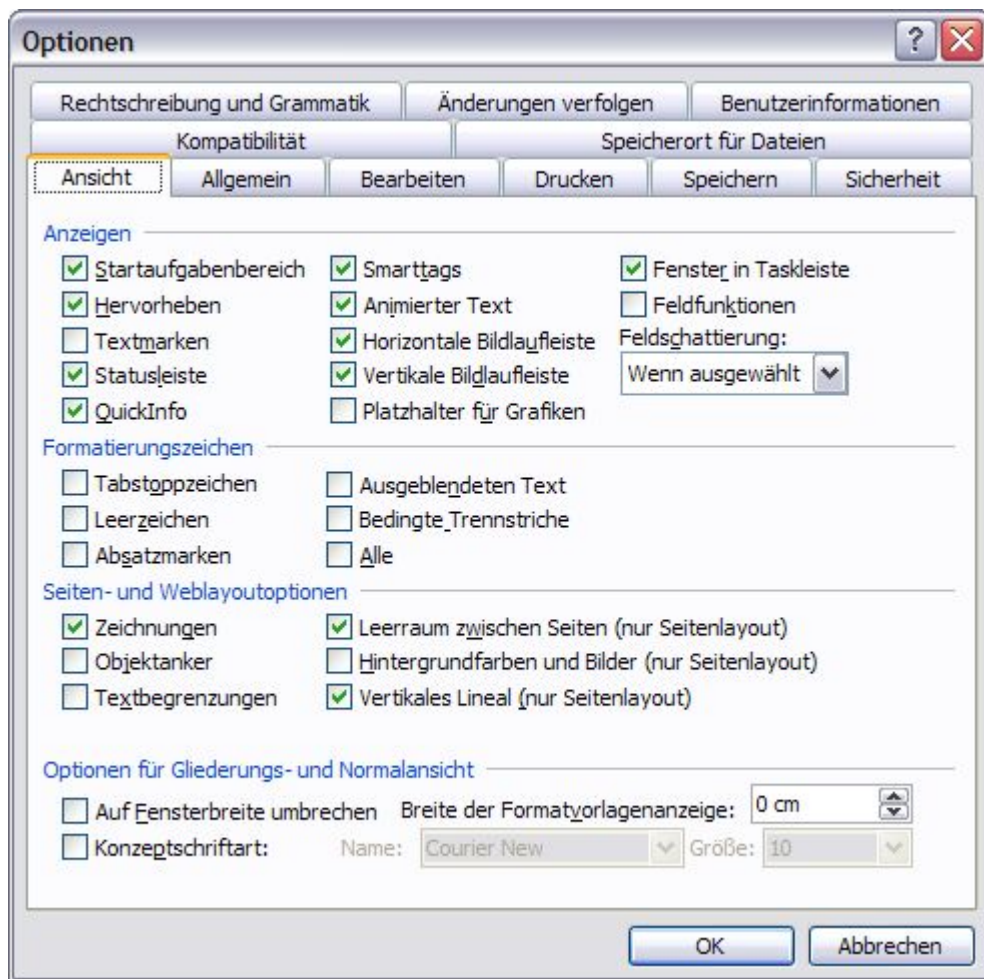 Optionen
Rechtschreibung und Grammatik Änderungen verfolgen Benutzerinformationen
Kompatibilität Speicherort für Dateien
Ansicht Allgemein Bearbeiten Drucken Speichern Sicherheit
Anzeigen
Startaufgabenbereich Smarttags Fenster in Taskleiste
Hervorheben Animierter Text Feldfunktionen
Textmarken Horizontale Bildlaufleiste Feldschattierung:
Statusleiste Vertikale Bildlaufleiste Wenn ausgewählt
QuickInfo Platzhalter für Grafiken
Formatierungszeichen
Tabstoppzeichen Ausgeblendeten Text
Leerzeichen Bedingte Trennstriche
Absatzmarken Alle
Seiten- und Weblayoutoptionen
Zeichnungen Leerraum zwischen Seiten (nur Seitenlayout)
Objektanker Hintergrundfarben und Bilder (nur Seitenlayout)
Textbegrenzungen Vertikales Lineal (nur Seitenlayout)
Optionen für Gliederungs- und Normalansicht
Auf Fensterbreite umbrechen Breite der Formatvorlagenanzeige: 0 cm
Konzeptschriftart: Name: Courier New Größe: 10
OK Abbrechen